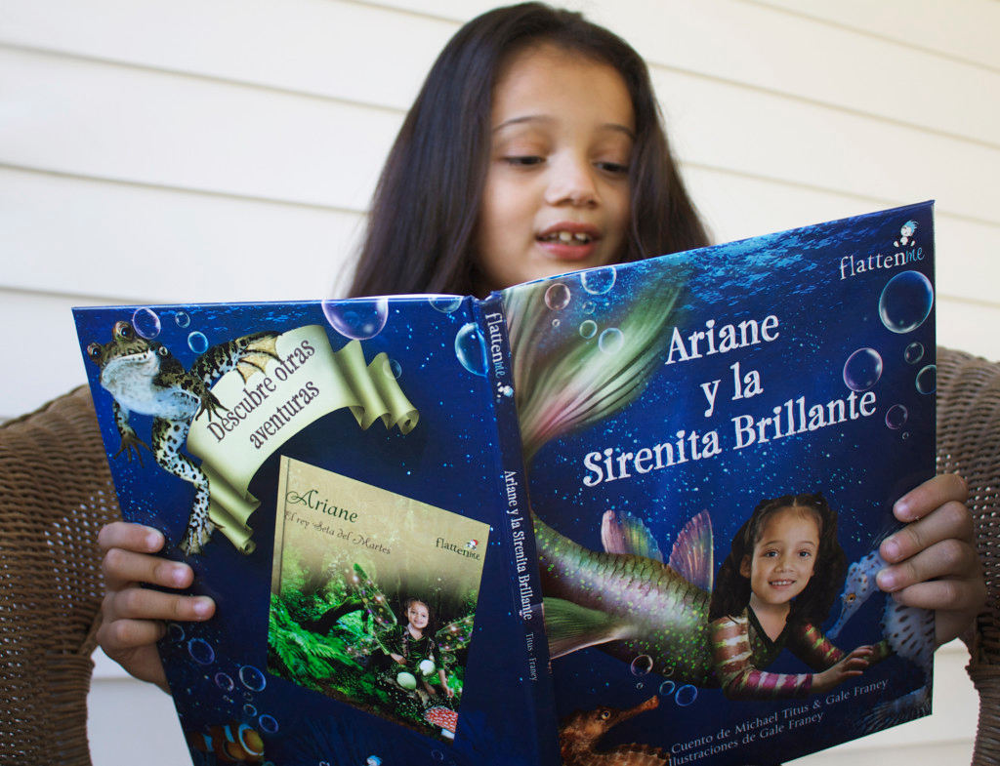 Descubre otras
aventuras
Ariane
El rey Seta del Martes
flattenme
flattenme
Ariane y la Sirenita Brillante
Titus · Franey
flattenme
Ariane
y la
Sirenita Brillante
Cuento de Michael Titus & Gale Franey
Ilustraciones de Gale Franey